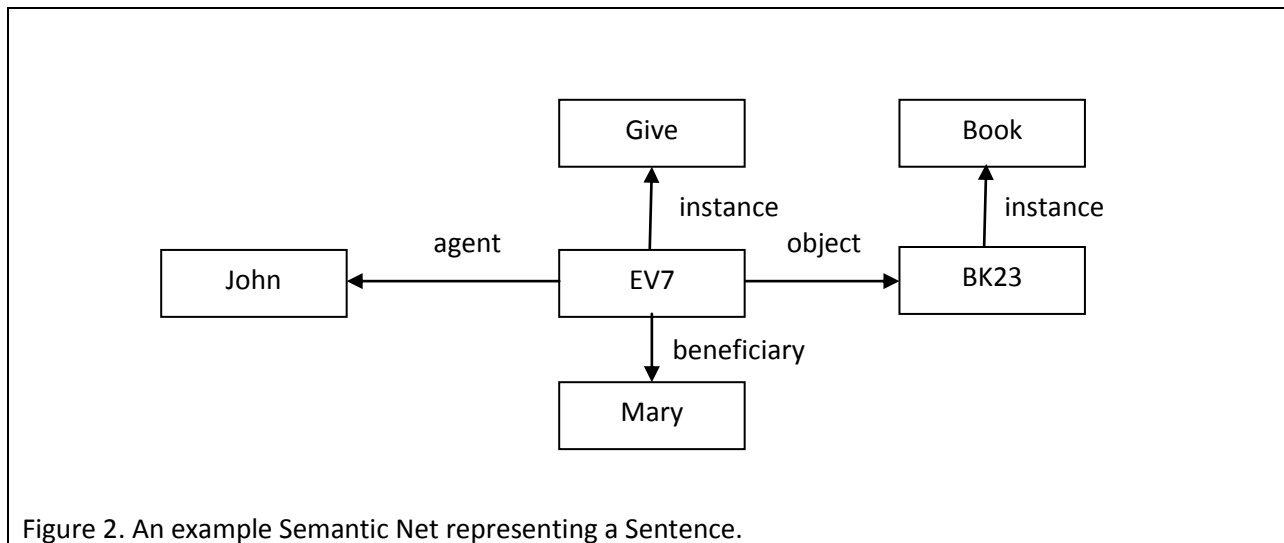 Give
Book
instance
instance
agent
object
John
EV7
BK23
beneficiary
Mary
Figure 2. An example Semantic Net representing a Sentence.